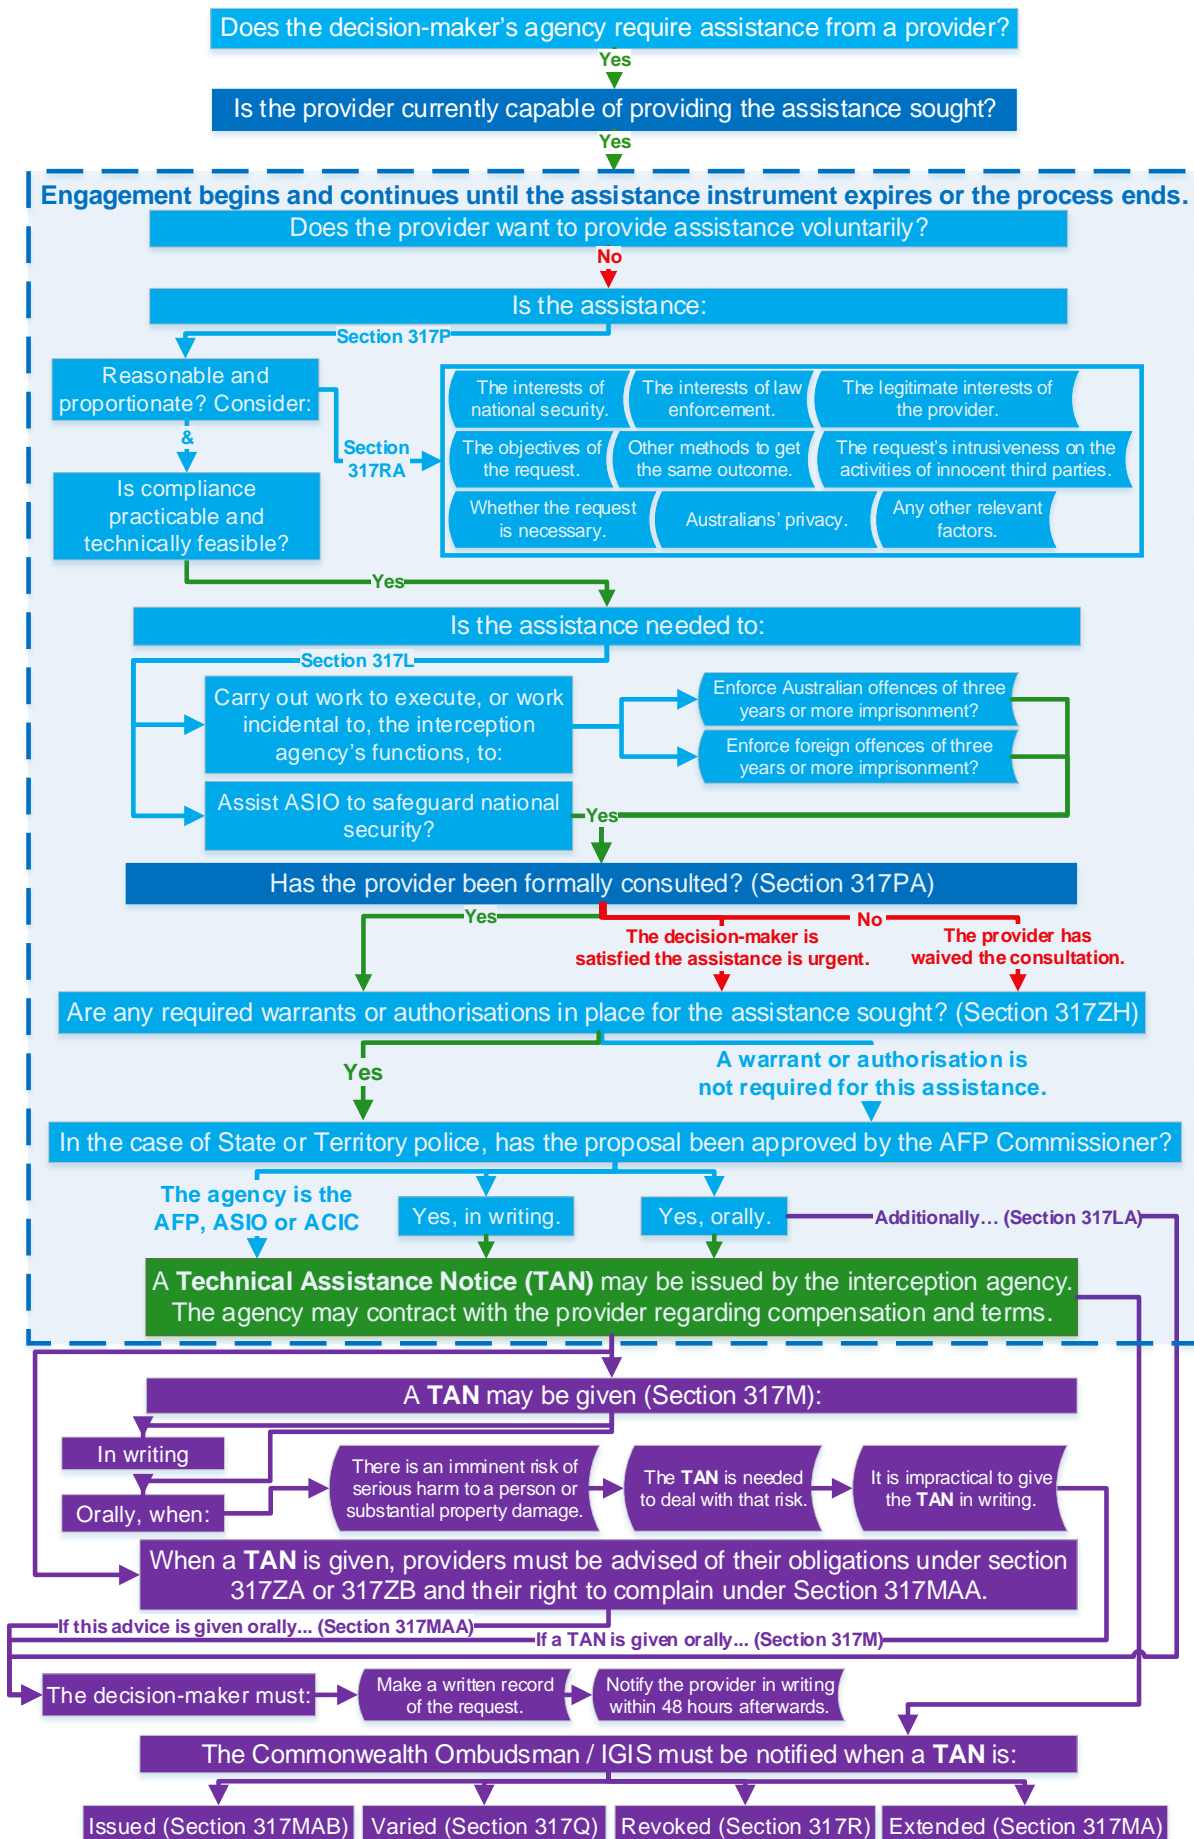 Does the decision-maker's agency require assistance from a provider?
Yes
Is the provider currently capable of providing the assistance sought?
Yes
Engagement begins and continues until the assistance instrument expires or the process ends.
Does the provider want to provide assistance voluntarily?
No
Is the assistance:
Section 317P
Reasonable and
proportionate? Consider:
&
Section
317RA
The interests of
national security.
The interests of law
enforcement.
The legitimate interests of
the provider.
The objectives of
the request.
Other methods to get
the same outcome.
The request's intrusiveness on the
activities of innocent third parties.
Whether the request
is necessary.
Australians' privacy.
Any other relevant
factors.
Is compliance
practicable and
technically feasible?
Yes
Is the assistance needed to:
Section 317L
Carry out work to execute, or work
incidental to, the interception
agency's functions, to:
Enforce Australian offences of three
years or more imprisonment?
Enforce foreign offences of three
years or more imprisonment?
Assist ASIO to safeguard national
security?
Yes
Has the provider been formally consulted? (Section 317PA)
Yes
No
The decision-maker is
satisfied the assistance is urgent.
The provider has
waived the consultation.
Are any required warrants or authorisations in place for the assistance sought? (Section 317ZH)
Yes
A warrant or authorisation is
not required for this assistance.
In the case of State or Territory police, has the proposal been approved by the AFP Commissioner?
The agency is the
AFP, ASIO or ACIC
Yes, in writing.
Yes, orally.
Additionally… (Section 317LA)
A Technical Assistance Notice (TAN) may be issued by the interception agency.
The agency may contract with the provider regarding compensation and terms.
A TAN may be given (Section 317M):
In writing
Orally, when:
There is an imminent risk of
serious harm to a person or
substantial property damage.
The TAN is needed
to deal with that risk.
It is impractical to give
the TAN in writing.
When a TAN is given, providers must be advised of their obligations under section
317ZA or 317ZB and their right to complain under Section 317MAA.
If this advice is given orally... (Section 317MAA)
If a TAN is given orally... (Section 317M)
The decision-maker must:
Make a written record
of the request.
Notify the provider in writing
within 48 hours afterwards.
The Commonwealth Ombudsman / IGIS must be notified when a TAN is:
Issued (Section 317MAB)
Varied (Section 317Q)
Revoked (Section 317R)
Extended (Section 317MA)